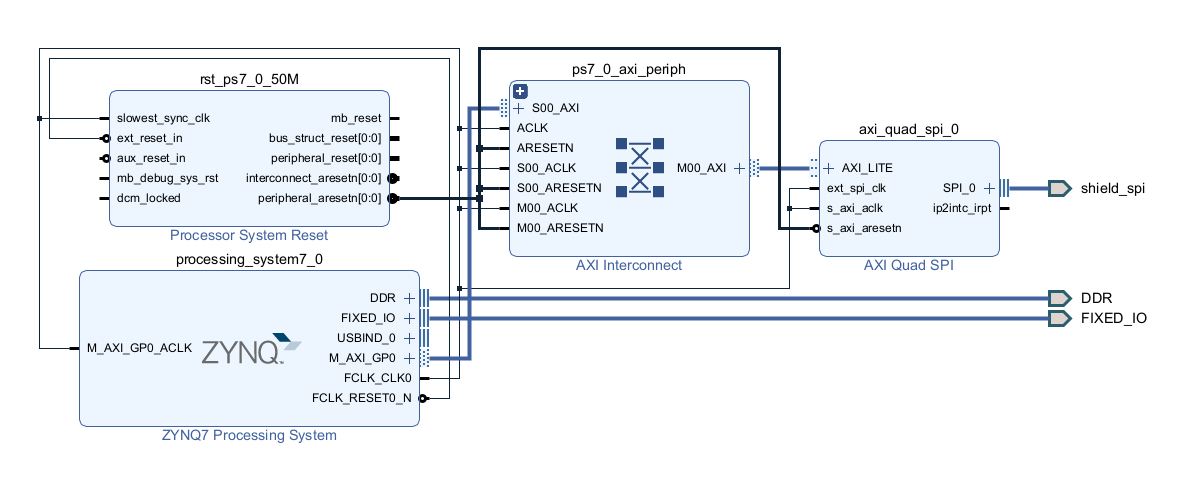 rst_ps7_0_50M
slowest_sync_clk
ext_reset_in
aux_reset_in
mb_debug_sys_rst
dcm_locked
mb_reset
bus_struct_reset[0:0]
peripheral_reset[0:0]
interconnect_aresetn[0:0]
peripheral_aresetn[0:0]
Processor System Reset
ps7_0_axi_periph
S00_AXI
ACLK
ARESETN
S00_ACLK
S00_ARESETN
M00_ACLK
M00_ARESETN
M00_AXI
AXI Interconnect
axi_quad_spi_0
AXI_LITE
ext_spi_clk
s_axi_aclk
s_axi_aresetn
SPI_0
ip2intc_irpt
AXI Quad SPI
shield_spi
DDR
FIXED_IO
processing_system7_0
M_AXI_GP0_ACLK
ZYNQ
DDR
FIXED_IO
USBIND_0
M_AXI_GP0
FCLK_CLK0
FCLK_RESET0_N
ZYNQ7 Processing System